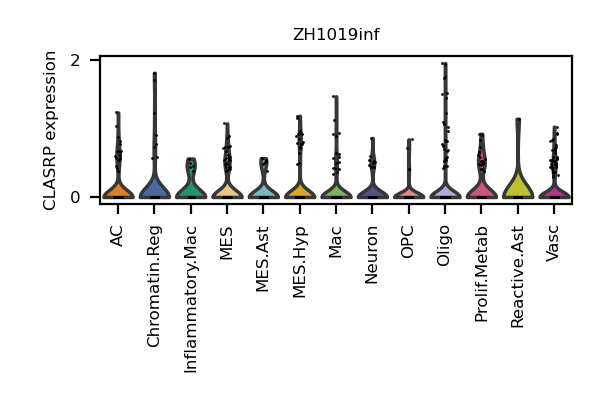 ZH1019inf
CLASRP expression
2
0
AC
Chromatin.Reg
Inflammatory.Mac
MES
MES.Ast
MES.Hyp
Mac
Neuron
OPC
Oligo
Prolif.Metab
Reactive.Ast
Vasc